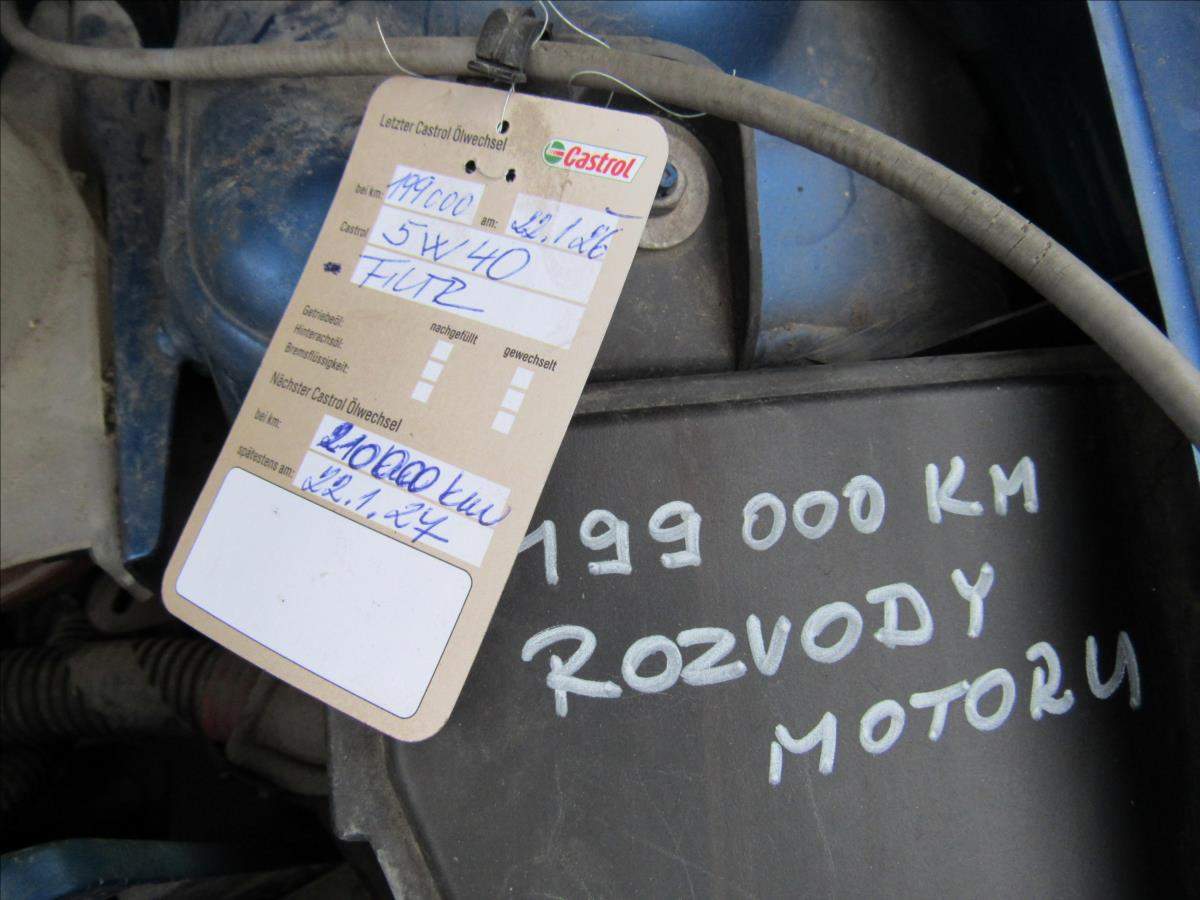 Letzter Castrol Ölwechsel
Castrol
bei km: 199000 am: 22.1.26
Castrol 5W40
FILTR
nachgefüllt gewechselt
Getriebeöl:
Hinterachsöl:
Bremsflüssigkeit:
Nächster Castrol Ölwechsel
bei km: 210000 km
spätestens am: 22.1.27
199 000 KM
ROZVODY
MOTORU